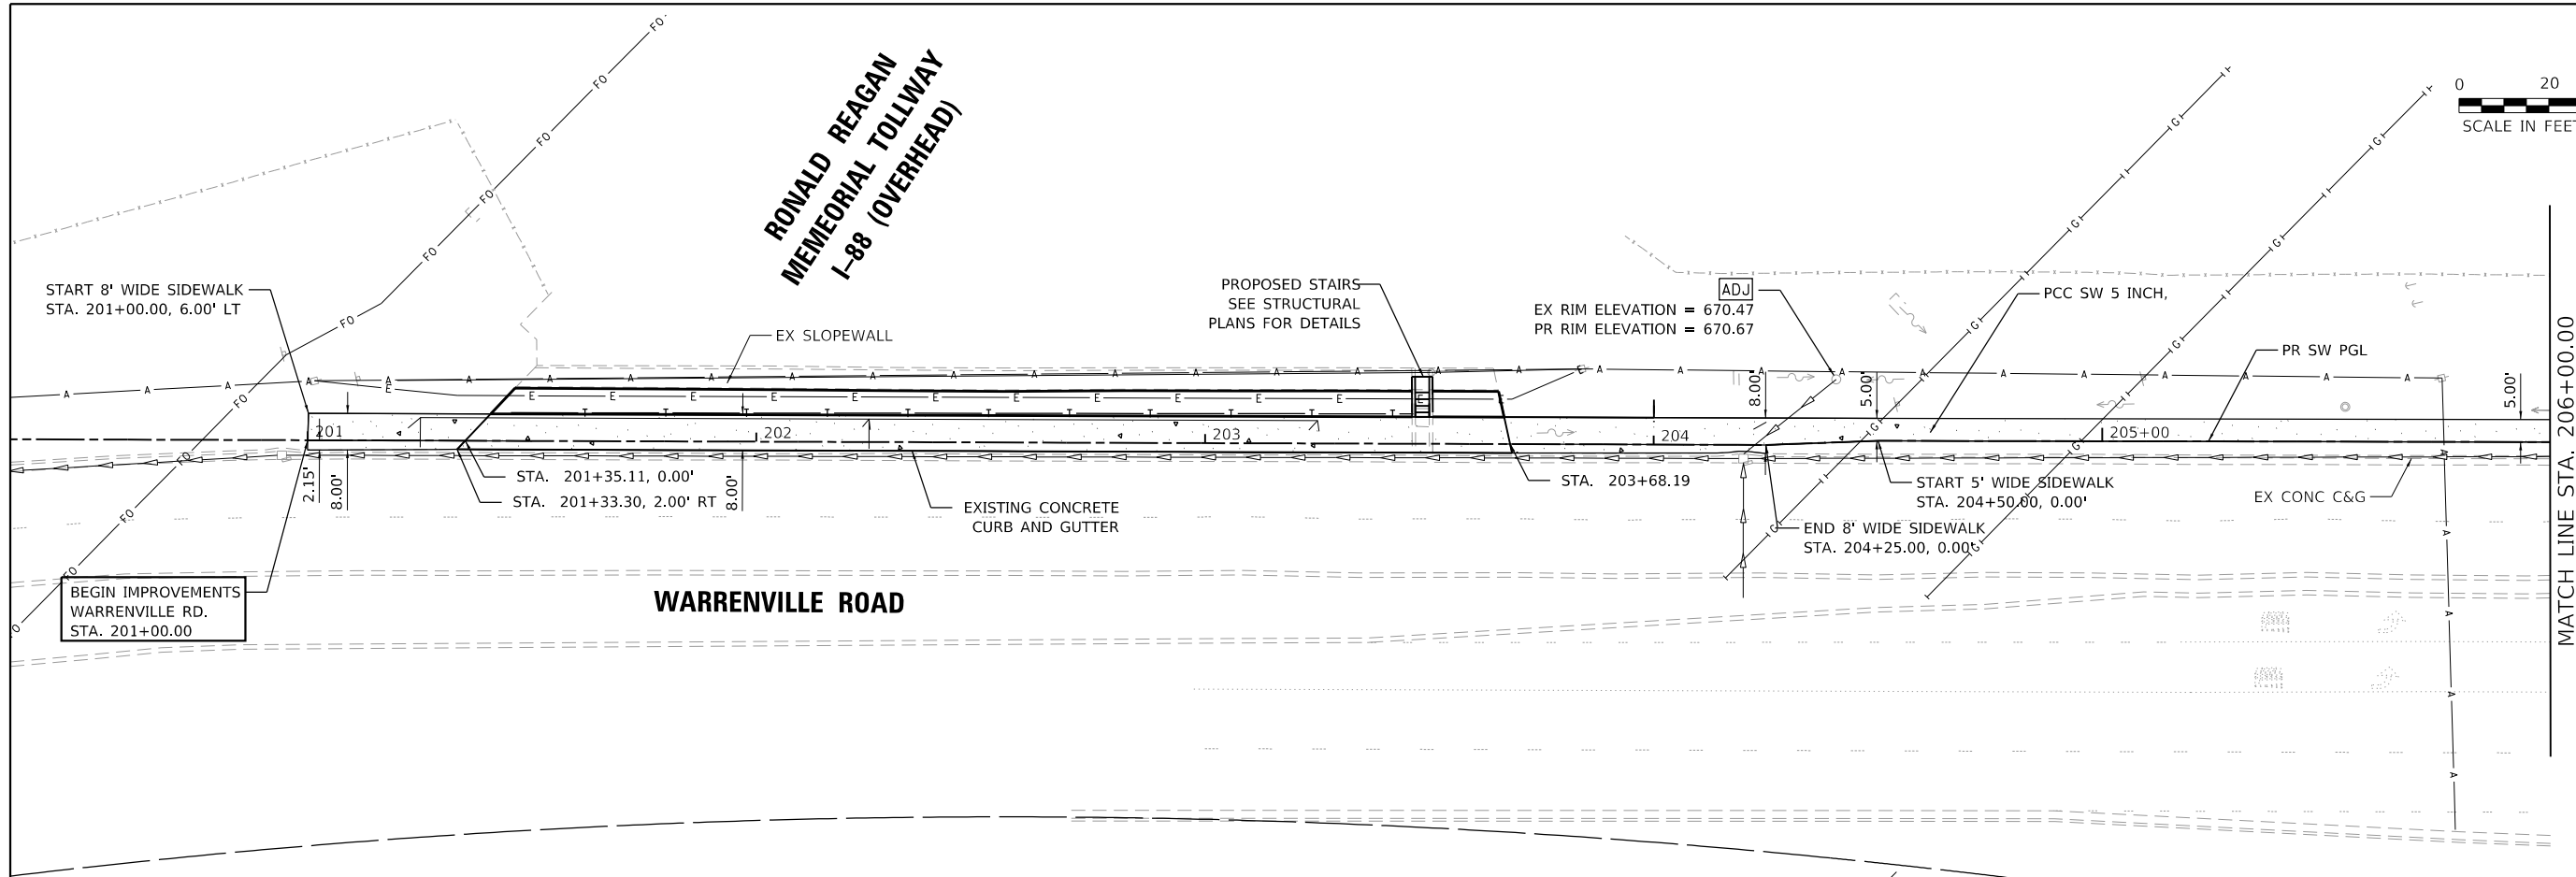 RONALD REAGAN
MEMEORIAL TOLLWAY
I-88 (OVERHEAD)
0 20
SCALE IN FEET
START 8' WIDE SIDEWALK
STA. 201+00.00, 6.00' LT
EX SLOPEWALL
PROPOSED STAIRS
SEE STRUCTURAL
PLANS FOR DETAILS
ADJ
EX RIM ELEVATION = 670.47
PR RIM ELEVATION = 670.67
PCC SW 5 INCH,
PR SW PGL
8.00'
5.00'
5.00'
201
202
203
204
205+00
2.15'
8.00'
8.00'
STA. 201+35.11, 0.00'
STA. 201+33.30, 2.00' RT
EXISTING CONCRETE
CURB AND GUTTER
STA. 203+68.19
START 5' WIDE SIDEWALK
STA. 204+50.00, 0.00'
END 8' WIDE SIDEWALK
STA. 204+25.00, 0.00'
EX CONC C&G
MATCH LINE STA. 206+00.00
BEGIN IMPROVEMENTS
WARRENVILLE RD.
STA. 201+00.00
WARRENVILLE ROAD